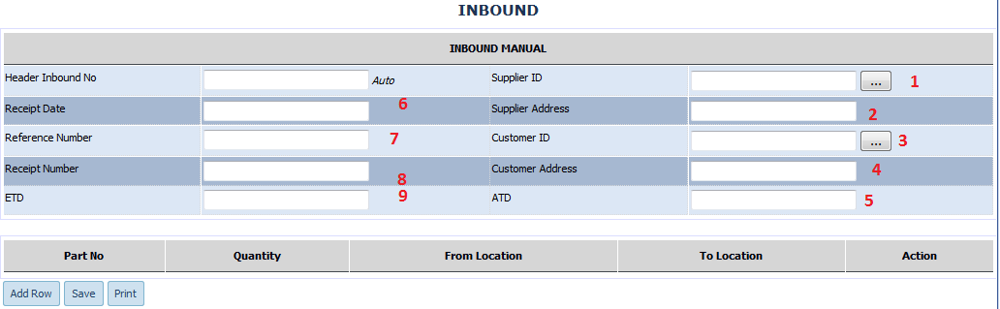 INBOUND
INBOUND MANUAL
Header Inbound No Auto Supplier ID ... 1
Receipt Date 6 Supplier Address 2
Reference Number 7 Customer ID ... 3
Receipt Number 8 Customer Address 4
ETD 9 ATD 5
Part No Quantity From Location To Location Action
Add Row Save Print